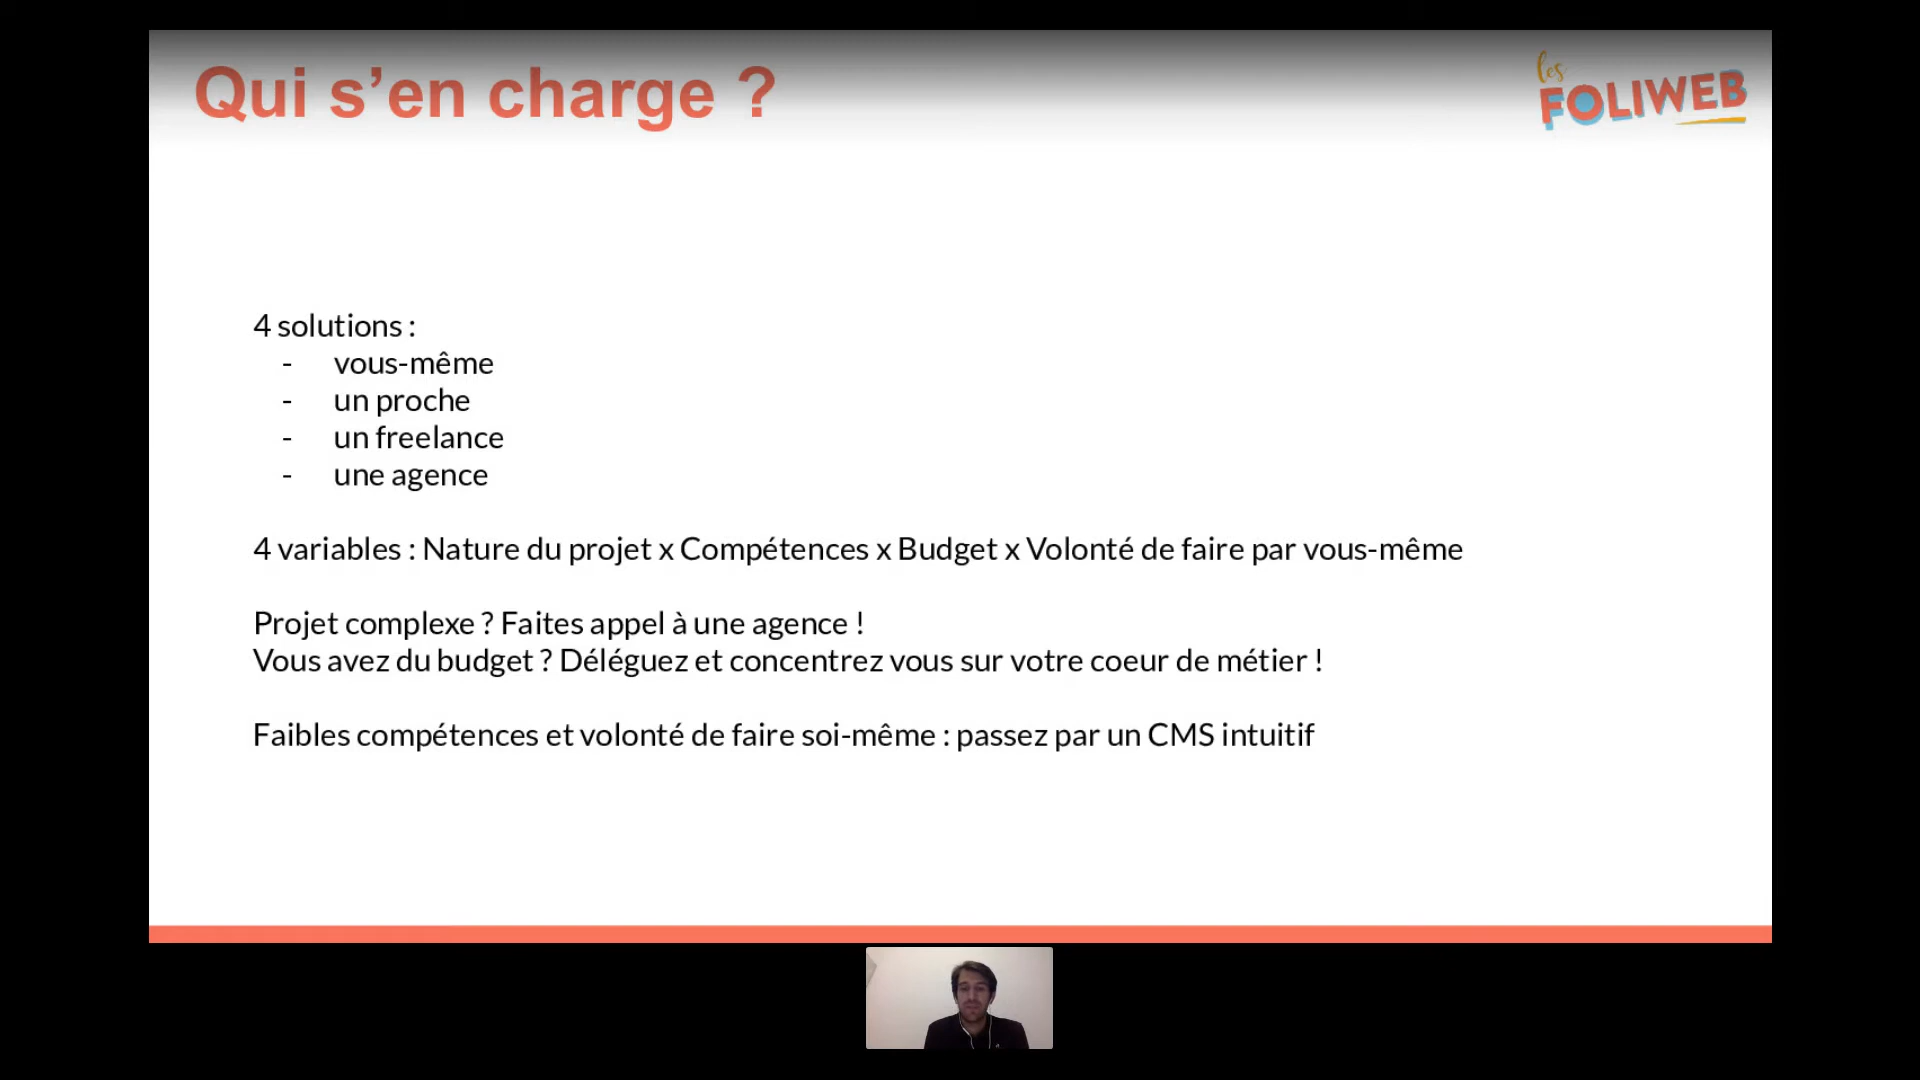 Qui s’en charge ?
les
FOLIWEB
4 solutions :
- vous-même
- un proche
- un freelance
- une agence
4 variables : Nature du projet x Compétences x Budget x Volonté de faire par vous-même
Projet complexe ? Faites appel à une agence !
Vous avez du budget ? Déléguez et concentrez vous sur votre coeur de métier !
Faibles compétences et volonté de faire soi-même : passez par un CMS intuitif